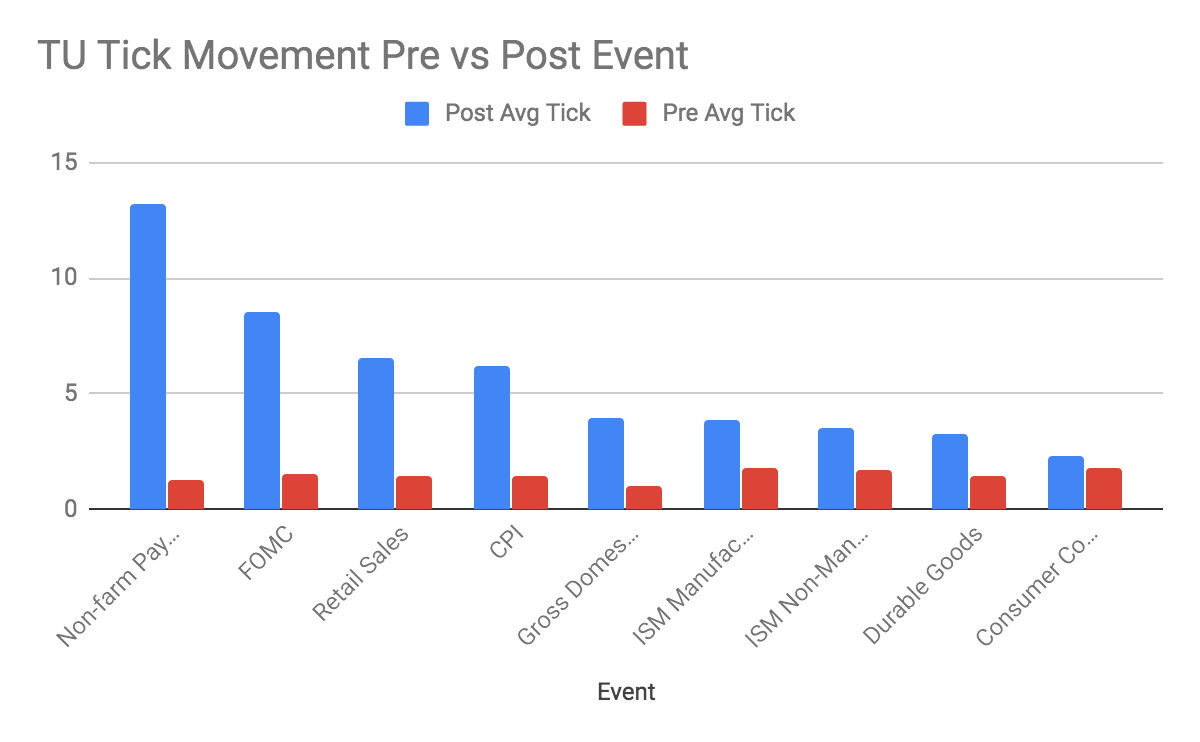 TU Tick Movement Pre vs Post Event
Post Avg Tick
Pre Avg Tick
15
10
5
0
Non-farm Pay...
FOMC
Retail Sales
CPI
Gross Domes...
ISM Manufac...
ISM Non-Man...
Durable Goods
Consumer Co...
Event